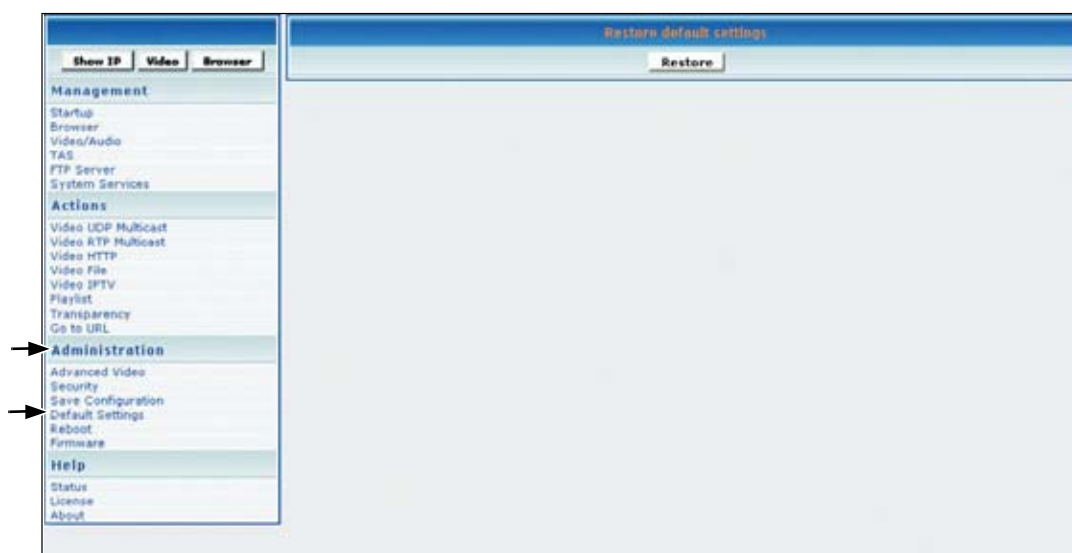 Show IP Video Browser
Management
Startup
Browser
Video/Audio
TAS
FTP Server
System Services
Actions
Video UDP Multicast
Video RTP Multicast
Video HTTP
Video File
Video IPTV
Playlist
Transparency
Go to URL
Administration
Advanced Video
Security
Save Configuration
Default Settings
Reboot
Firmware
Help
Status
License
About
Restore default settings
Restore